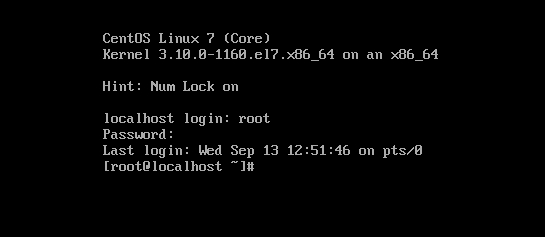 CentOS Linux 7 (Core)
Kernel 3.10.0-1160.el7.x86_64 on an x86_64
Hint: Num Lock on
localhost login: root
Password:
Last login: Wed Sep 13 12:51:46 on pts/0
[root@localhost ~]#